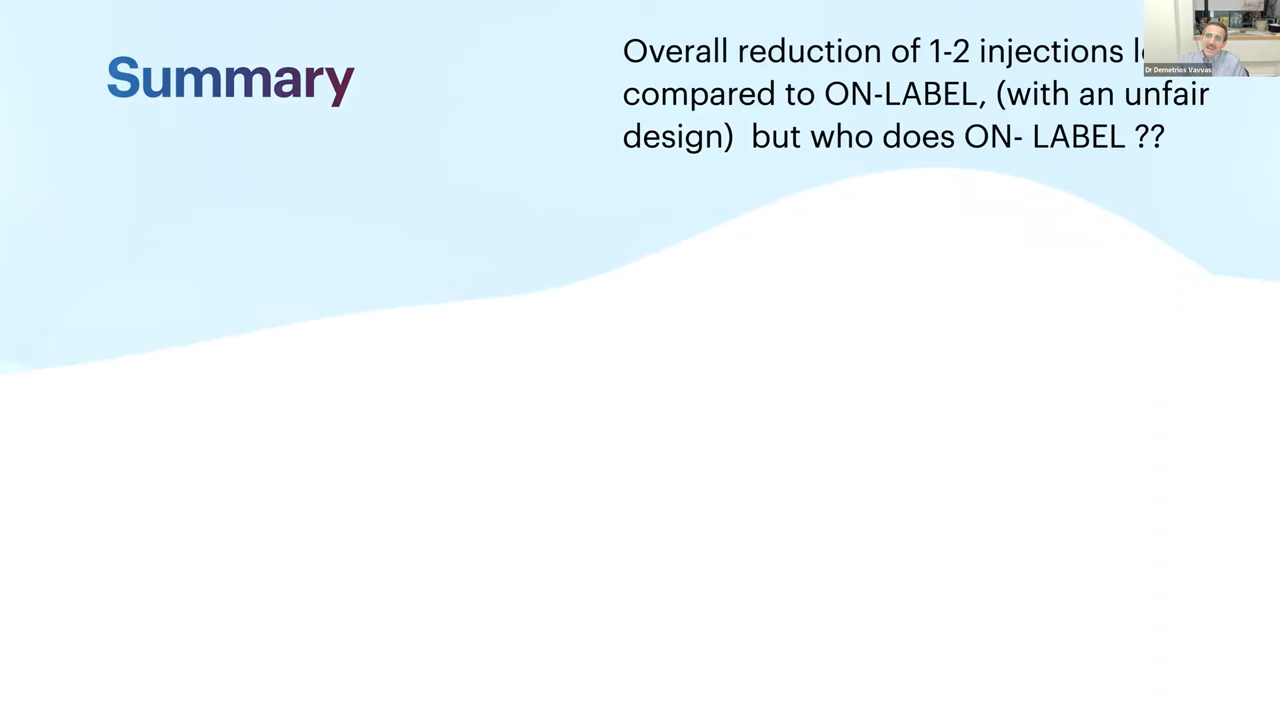 Summary
Overall reduction of 1-2 injections
compared to ON-LABEL, (with an unfair
design)  but who does ON- LABEL ??
Dr Demetrios Vavvas